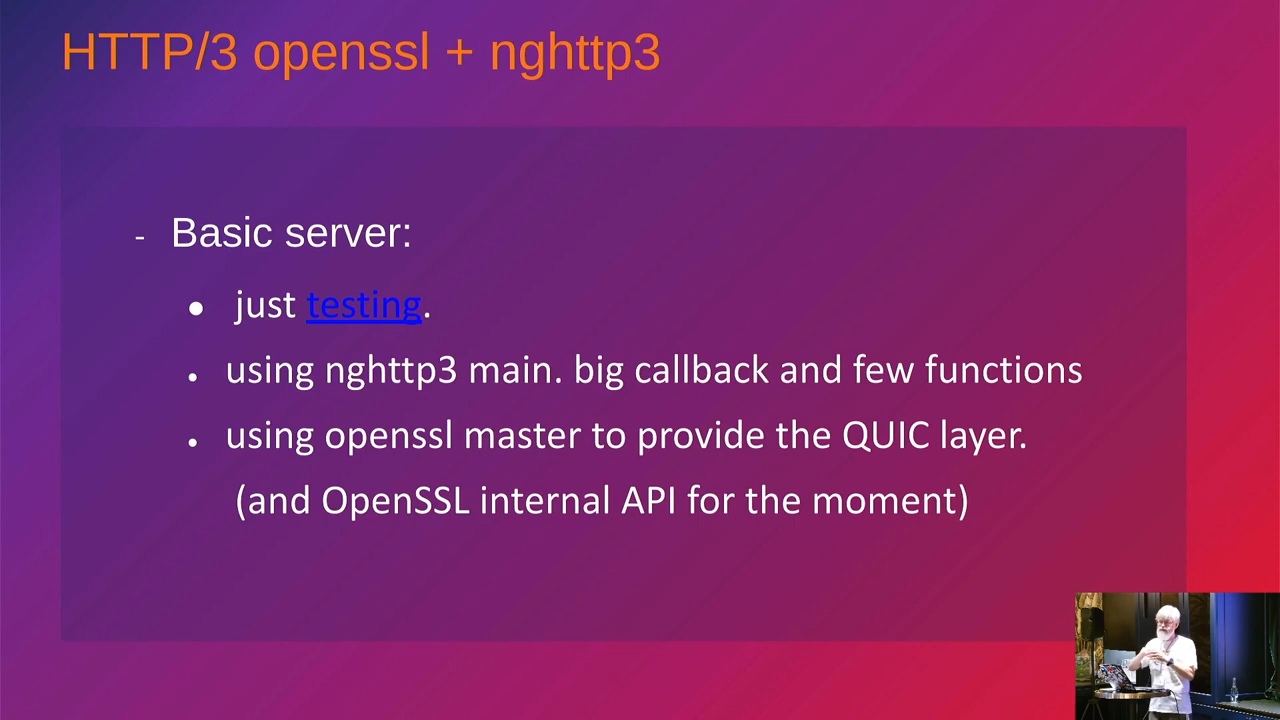 HTTP/3 openssl + nghttp3
- Basic server:
● just testing.
● using nghttp3 main. big callback and few functions
● using openssl master to provide the QUIC layer.
(and OpenSSL internal API for the moment)